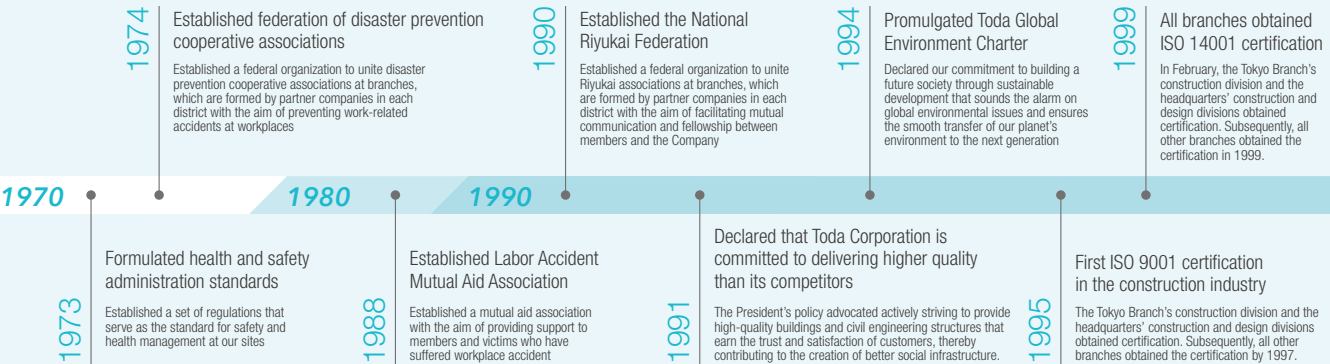 1974
Established federation of disaster prevention
cooperative associations
Established a federal organization to unite disaster
prevention cooperative associations at branches,
which are formed by partner companies in each
district with the aim of preventing work-related
accidents at workplaces
1990
Established the National
Riyukai Federation
Established a federal organization to unite
Riyukai associations at branches, which
are formed by partner companies in each
district with the aim of facilitating mutual
communication and fellowship between
members and the Company
1994
Promulgated Toda Global
Environment Charter
Declared our commitment to building a
future society through sustainable
development that sounds the alarm on
global environmental issues and ensures
the smooth transfer of our planet's
environment to the next generation
1999
All branches obtained
ISO 14001 certification
In February, the Tokyo Branch's
construction division and the
headquarters' construction and
design divisions obtained
certification. Subsequently, all
other branches obtained the
certification in 1999.
1970
1980
1990
1973
Formulated health and safety
administration standards
Established a set of regulations that
serve as the standard for safety and
health management at our sites
1988
Established Labor Accident
Mutual Aid Association
Established a mutual aid association
with the aim of providing support to
members and victims who have
suffered workplace accident
1991
Declared that Toda Corporation is
committed to delivering higher quality
than its competitors
The President's policy advocated actively striving to provide
high-quality buildings and civil engineering structures that
earn the trust and satisfaction of customers, thereby
contributing to the creation of better social infrastructure.
1995
First ISO 9001 certification
in the construction industry
The Tokyo Branch's construction division and the
headquarters' construction and design divisions
obtained certification. Subsequently, all other
branches obtained the certification by 1997.